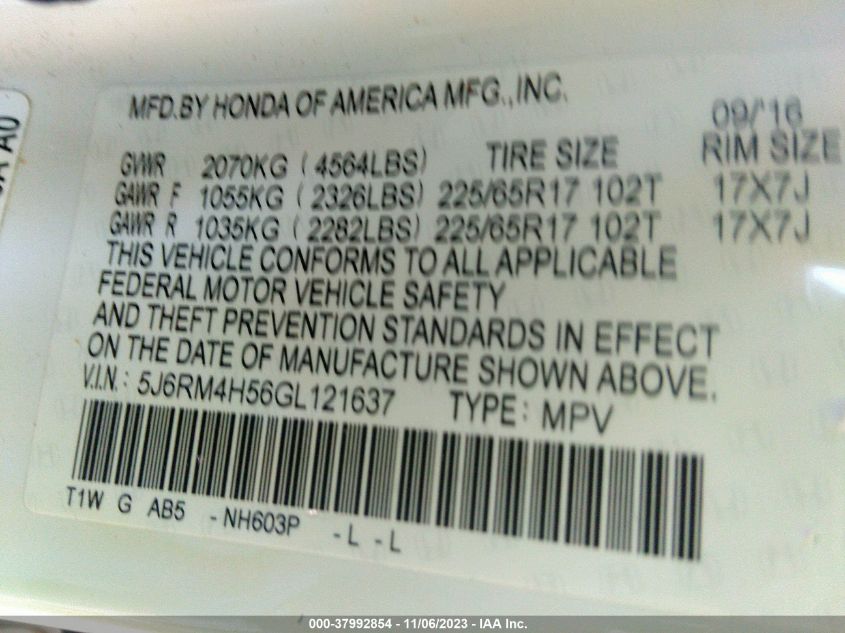 MFD.BY HONDA OF AMERICA MFG.,INC.
09/'16
GVWR 2070KG (4564LBS) TIRE SIZE RIM SIZE
GAWR F 1055KG (2326LBS) 225/65R17 102T 17X7J
GAWR R 1035KG (2282LBS) 225/65R17 102T 17X7J
THIS VEHICLE CONFORMS TO ALL APPLICABLE
FEDERAL MOTOR VEHICLE SAFETY
AND THEFT PREVENTION STANDARDS IN EFFECT
ON THE DATE OF MANUFACTURE SHOWN ABOVE.
V.I.N.: 5J6RM4H56GL121637 TYPE: MPV
T1W G AB5 -NH603P -L -L
000-37992854 - 11/06/2023 - IAA Inc.